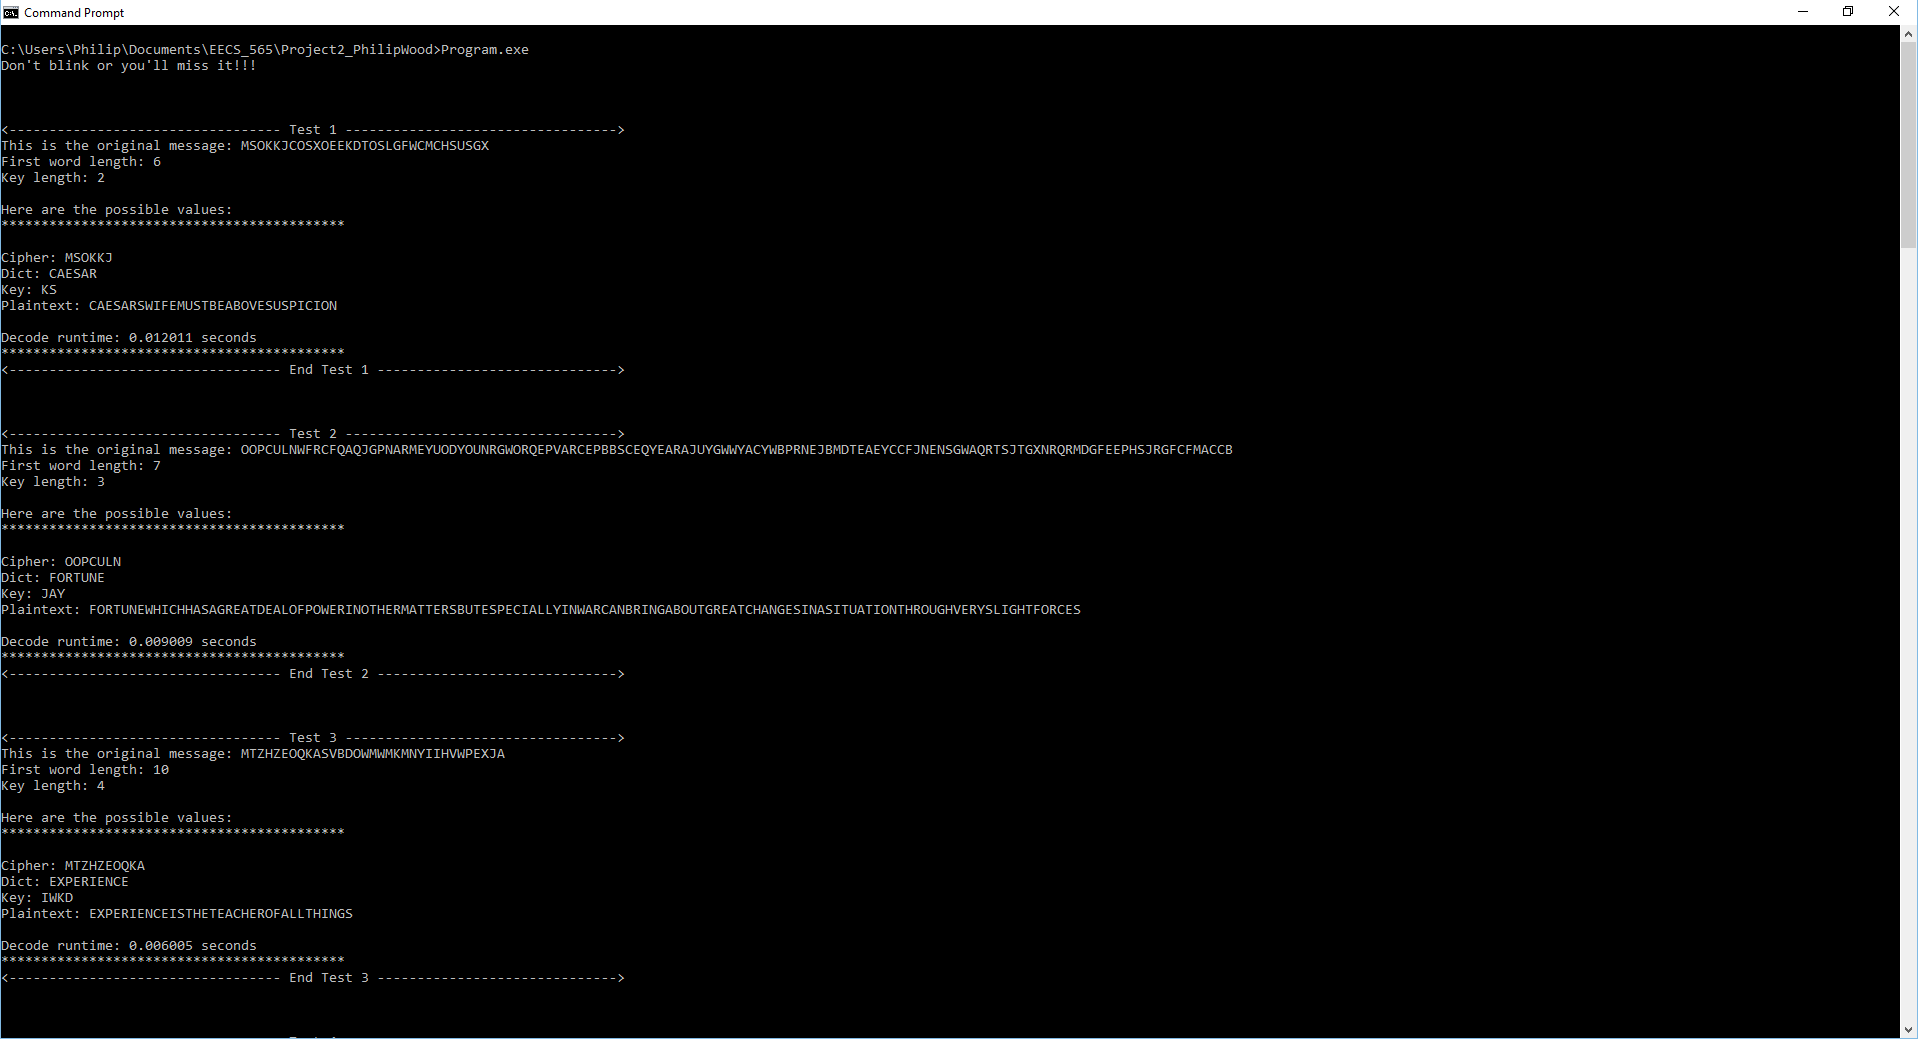 Command Prompt
C:\Users\Philip\Documents\EECS_565\Project2_PhilipWood>Program.exe
Don't blink or you'll miss it!!!
<---------------------------------- Test 1 ---------------------------------->
This is the original message: MSOKKJCOSXOEEKDTOSLGFWCMCHSUSGX
First word length: 6
Key length: 2
Here are the possible values:
*******************************************
Cipher: MSOKKJ
Dict: CAESAR
Key: KS
Plaintext: CAESARSWIFEMUSTBEABOVESUSPICION
Decode runtime: 0.012011 seconds
*******************************************
<---------------------------------- End Test 1 ------------------------------>
<---------------------------------- Test 2 ---------------------------------->
This is the original message: OOPCULNWFRCFQAQJGPNARMEYUODYOUNRGWORQEPVARCEPBBSCEQYEARAJUYGWWYACYWBPRNEJBMDTEAEYCCFJNENSGWAQRTSJTGXNRQRMDGFEEPHSJRGFCFMACCB
First word length: 7
Key length: 3
Here are the possible values:
*******************************************
Cipher: OOPCULN
Dict: FORTUNE
Key: JAY
Plaintext: FORTUNEWHICHHASAGREATDEALOFPOWERINOTHERMATTERSBUTESPECIALLYINWARCANBRINGABOUTGREATCHANGESINASITUATIONTHROUGHVERYSLIGHTFORCES
Decode runtime: 0.009009 seconds
*******************************************
<---------------------------------- End Test 2 ------------------------------>
<---------------------------------- Test 3 ---------------------------------->
This is the original message: MTZHZEOQKASVBDOWMWMKMNYIIHVWPEXJA
First word length: 10
Key length: 4
Here are the possible values:
*******************************************
Cipher: MTZHZEOQKA
Dict: EXPERIENCE
Key: IWKD
Plaintext: EXPERIENCEISTHETEACHEROFALLTHINGS
Decode runtime: 0.006005 seconds
*******************************************
<---------------------------------- End Test 3 ------------------------------>